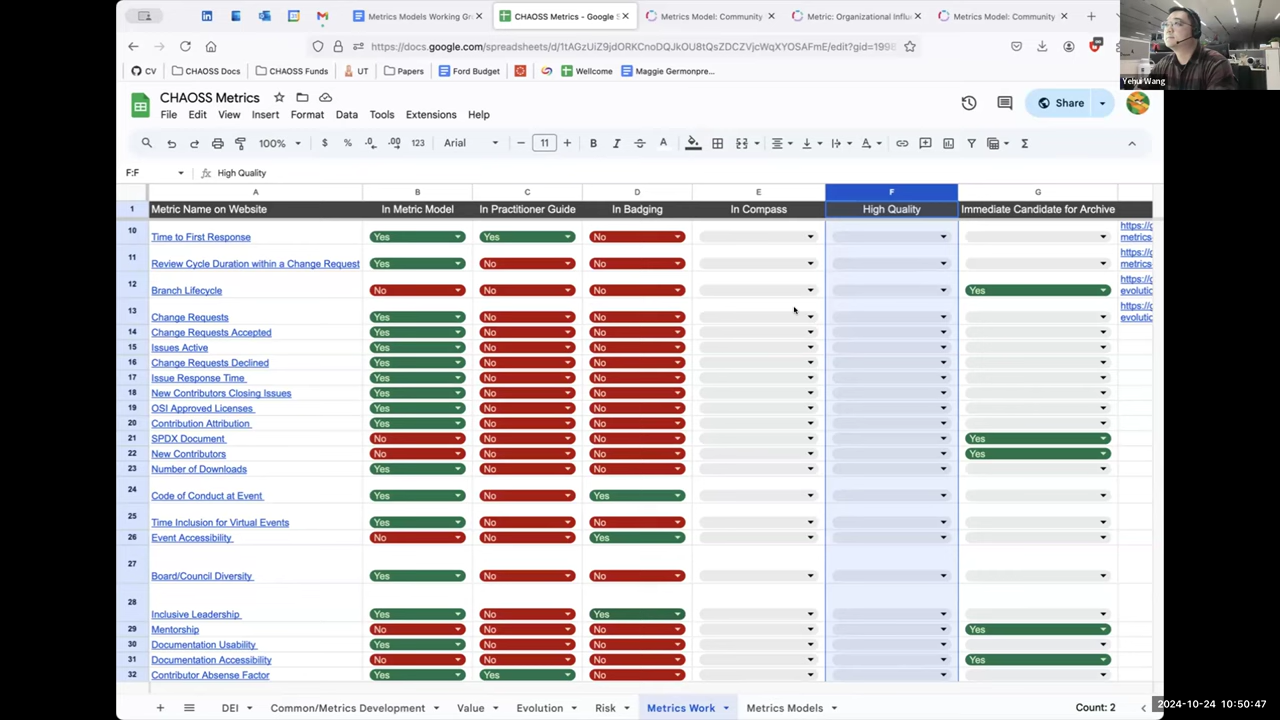 Metrics Models Working Gr
CHAOSS Metrics - Google S
Metrics Model: Community
Metric: Organizational Influ
Metrics Model: Community
https://docs.google.com/spreadsheets/d/1tAGzUiZ9jdORKCnoDQJkOU8tQsZDCZVjcWqXYOSAFmE/edit?gid=1998
CV CHAOSS Docs CHAOSS Funds UT Papers Ford Budget Wellcome Maggie Germonpre...
Yehui Wang
CHAOSS Metrics
File Edit View Insert Format Data Tools Extensions Help
Share
100% $ % .0 .00 123 Arial 11 B I A
F:F High Quality
A B C D E F G
1 Metric Name on Website In Metric Model In Practitioner Guide In Badging In Compass High Quality Immediate Candidate for Archive
10 Time to First Response Yes Yes No https://g
metrics-
11 Review Cycle Duration within a Change Request Yes No No https://g
metrics-
12 Branch Lifecycle No No No Yes https://g
evolutic
13 Change Requests Yes No No https://g
evolutic
14 Change Requests Accepted Yes No No
15 Issues Active Yes No No
16 Change Requests Declined Yes No No
17 Issue Response Time Yes No No
18 New Contributors Closing Issues Yes No No
19 OSI Approved Licenses Yes No No
20 Contribution Attribution Yes No No
21 SPDX Document No No No Yes
22 New Contributors No No No Yes
23 Number of Downloads Yes No No
24 Code of Conduct at Event Yes No Yes
25 Time Inclusion for Virtual Events Yes No No
26 Event Accessibility No No Yes
27 Board/Council Diversity Yes No No
28 Inclusive Leadership Yes No Yes
29 Mentorship No No No Yes
30 Documentation Usability Yes No No
31 Documentation Accessibility No No No Yes
32 Contributor Absense Factor Yes Yes No
DEI Common/Metrics Development Value Evolution Risk Metrics Work Metrics Models Count: 2
2024-10-24 10:50:47